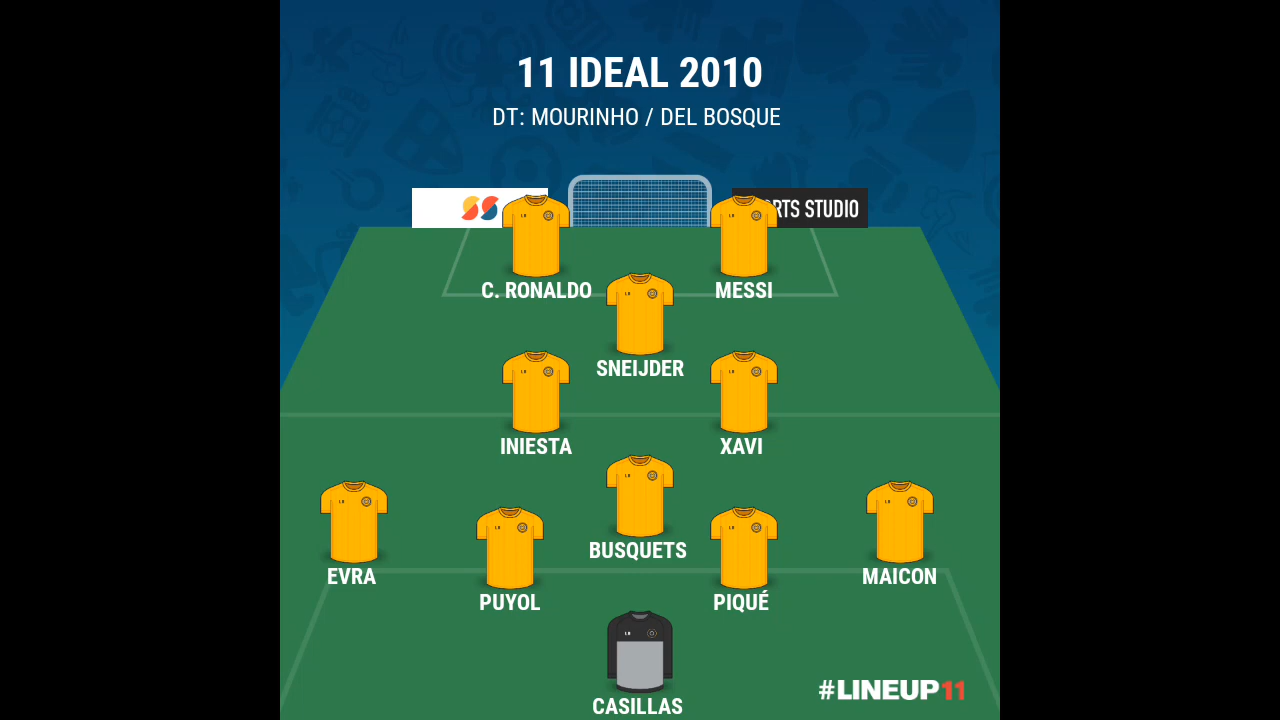 11 IDEAL 2010
DT: MOURINHO / DEL BOSQUE
RTS STUDIO
C. RONALDO
MESSI
SNEIJDER
INIESTA
XAVI
BUSQUETS
EVRA
MAICON
PUYOL
PIQUÉ
#LINEUP11
CASILLAS